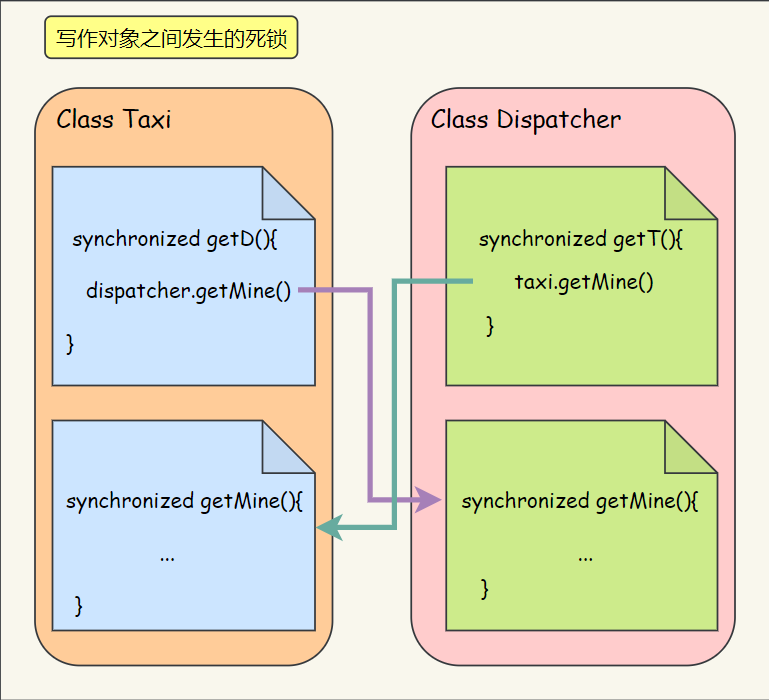 写作对象之间发生的死锁
Class Taxi
synchronized getD(){
dispatcher.getMine()
}
synchronized getMine(){
...
}
Class Dispatcher
synchronized getT(){
taxi.getMine()
}
synchronized getMine(){
...
}